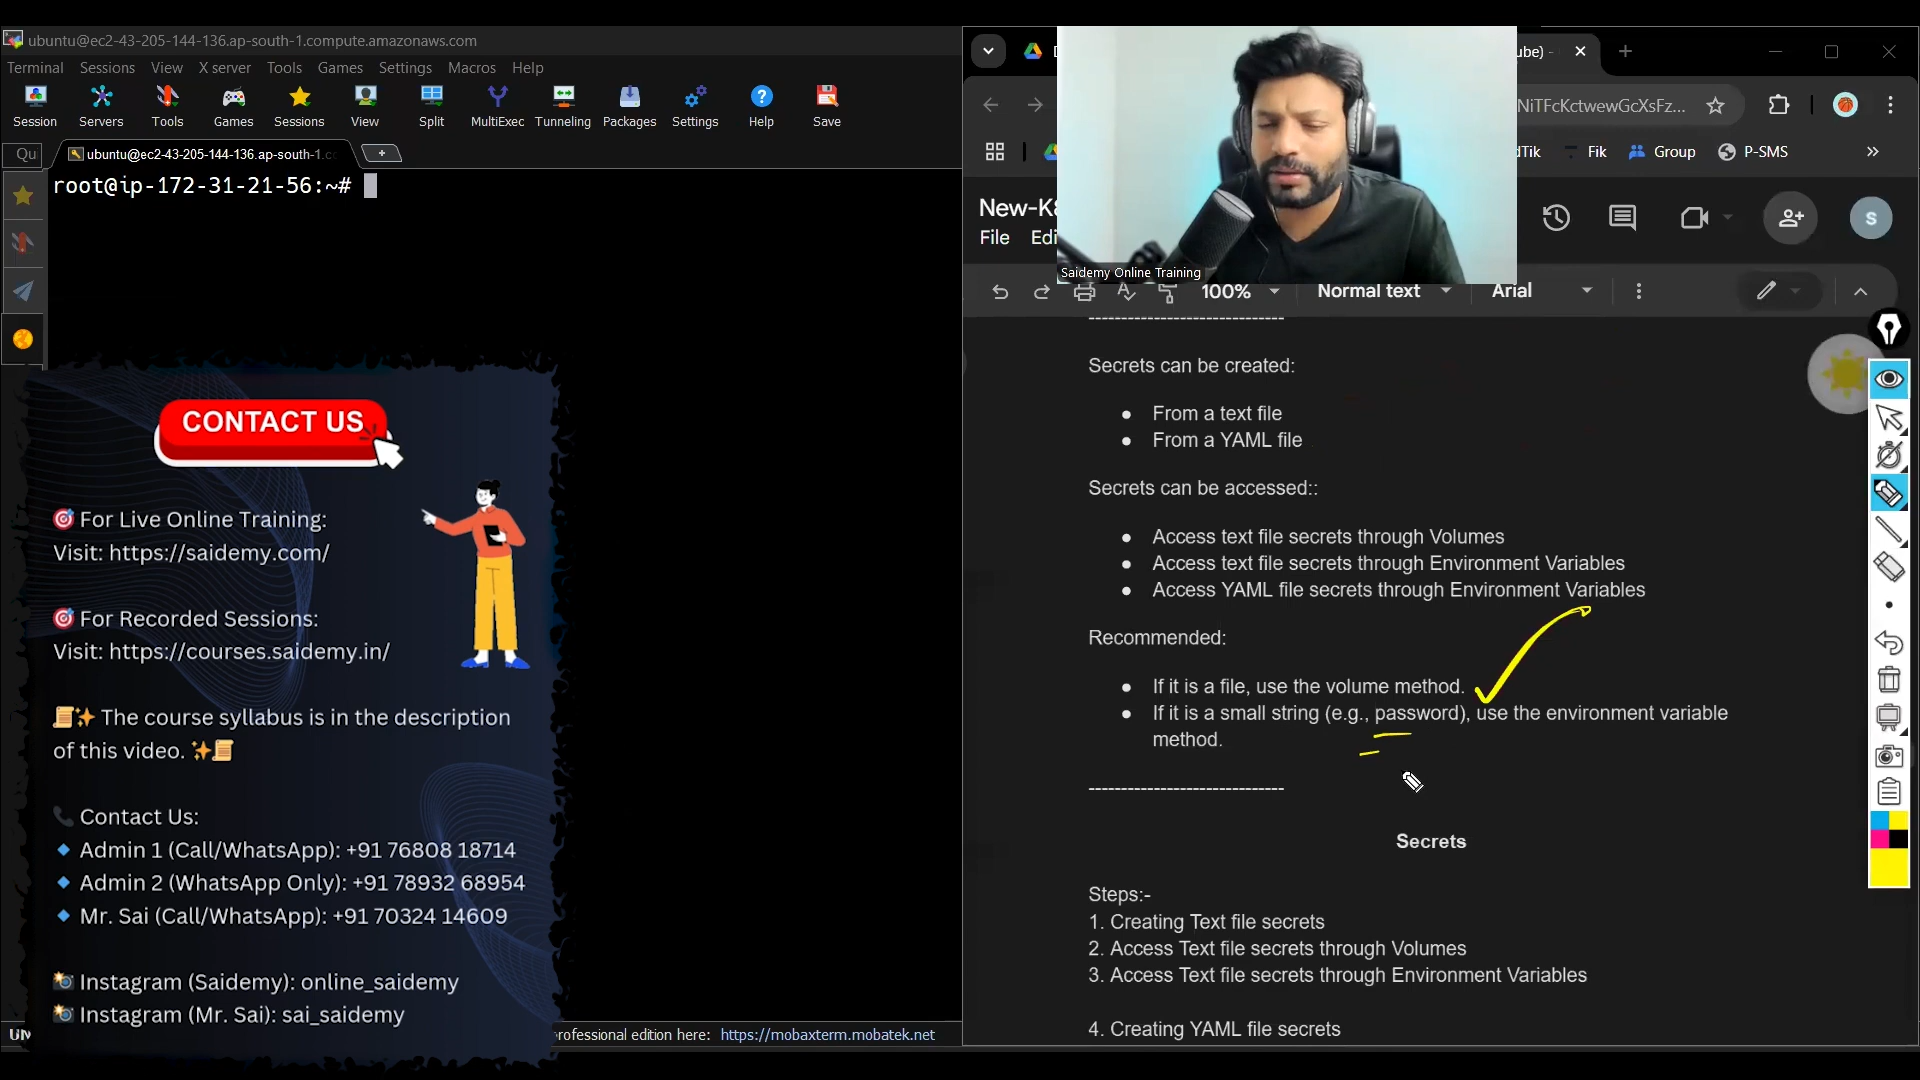 ubuntu@ec2-43-205-144-136.ap-south-1.compute.amazonaws.com
Terminal Sessions View X server Tools Games Settings Macros Help
Session Servers Tools Games Sessions View Split MultiExec Tunneling Packages Settings Help Save
Qu
ubuntu@ec2-43-205-144-136.ap-south-1.cc
root@ip-172-31-21-56:~#
CONTACT US
🎯 For Live Online Training:
Visit: https://saidemy.com/
🎯 For Recorded Sessions:
Visit: https://courses.saidemy.in/
📜✨ The course syllabus is in the description
of this video. ✨📜
📞 Contact Us:
🔹 Admin 1 (Call/WhatsApp): +91 76808 18714
🔹 Admin 2 (WhatsApp Only): +91 78932 68954
🔹 Mr. Sai (Call/WhatsApp): +91 70324 14609
📸 Instagram (Saidemy): online_saidemy
📸 Instagram (Mr. Sai): sai_saidemy
rofessional edition here: https://mobaxterm.mobatek.net
ube) -
NiTFcKctwewGcXsFz...
dTik Fik Group P-SMS
New-K8
S
File Edi
Saidemy Online Training
100% Normal text Arial
------------------------------
Secrets can be created:
● From a text file
● From a YAML file
Secrets can be accessed::
● Access text file secrets through Volumes
● Access text file secrets through Environment Variables
● Access YAML file secrets through Environment Variables
Recommended:
● If it is a file, use the volume method.
● If it is a small string (e.g., password), use the environment variable
method.
------------------------------
Secrets
Steps:-
1. Creating Text file secrets
2. Access Text file secrets through Volumes
3. Access Text file secrets through Environment Variables
4. Creating YAML file secrets